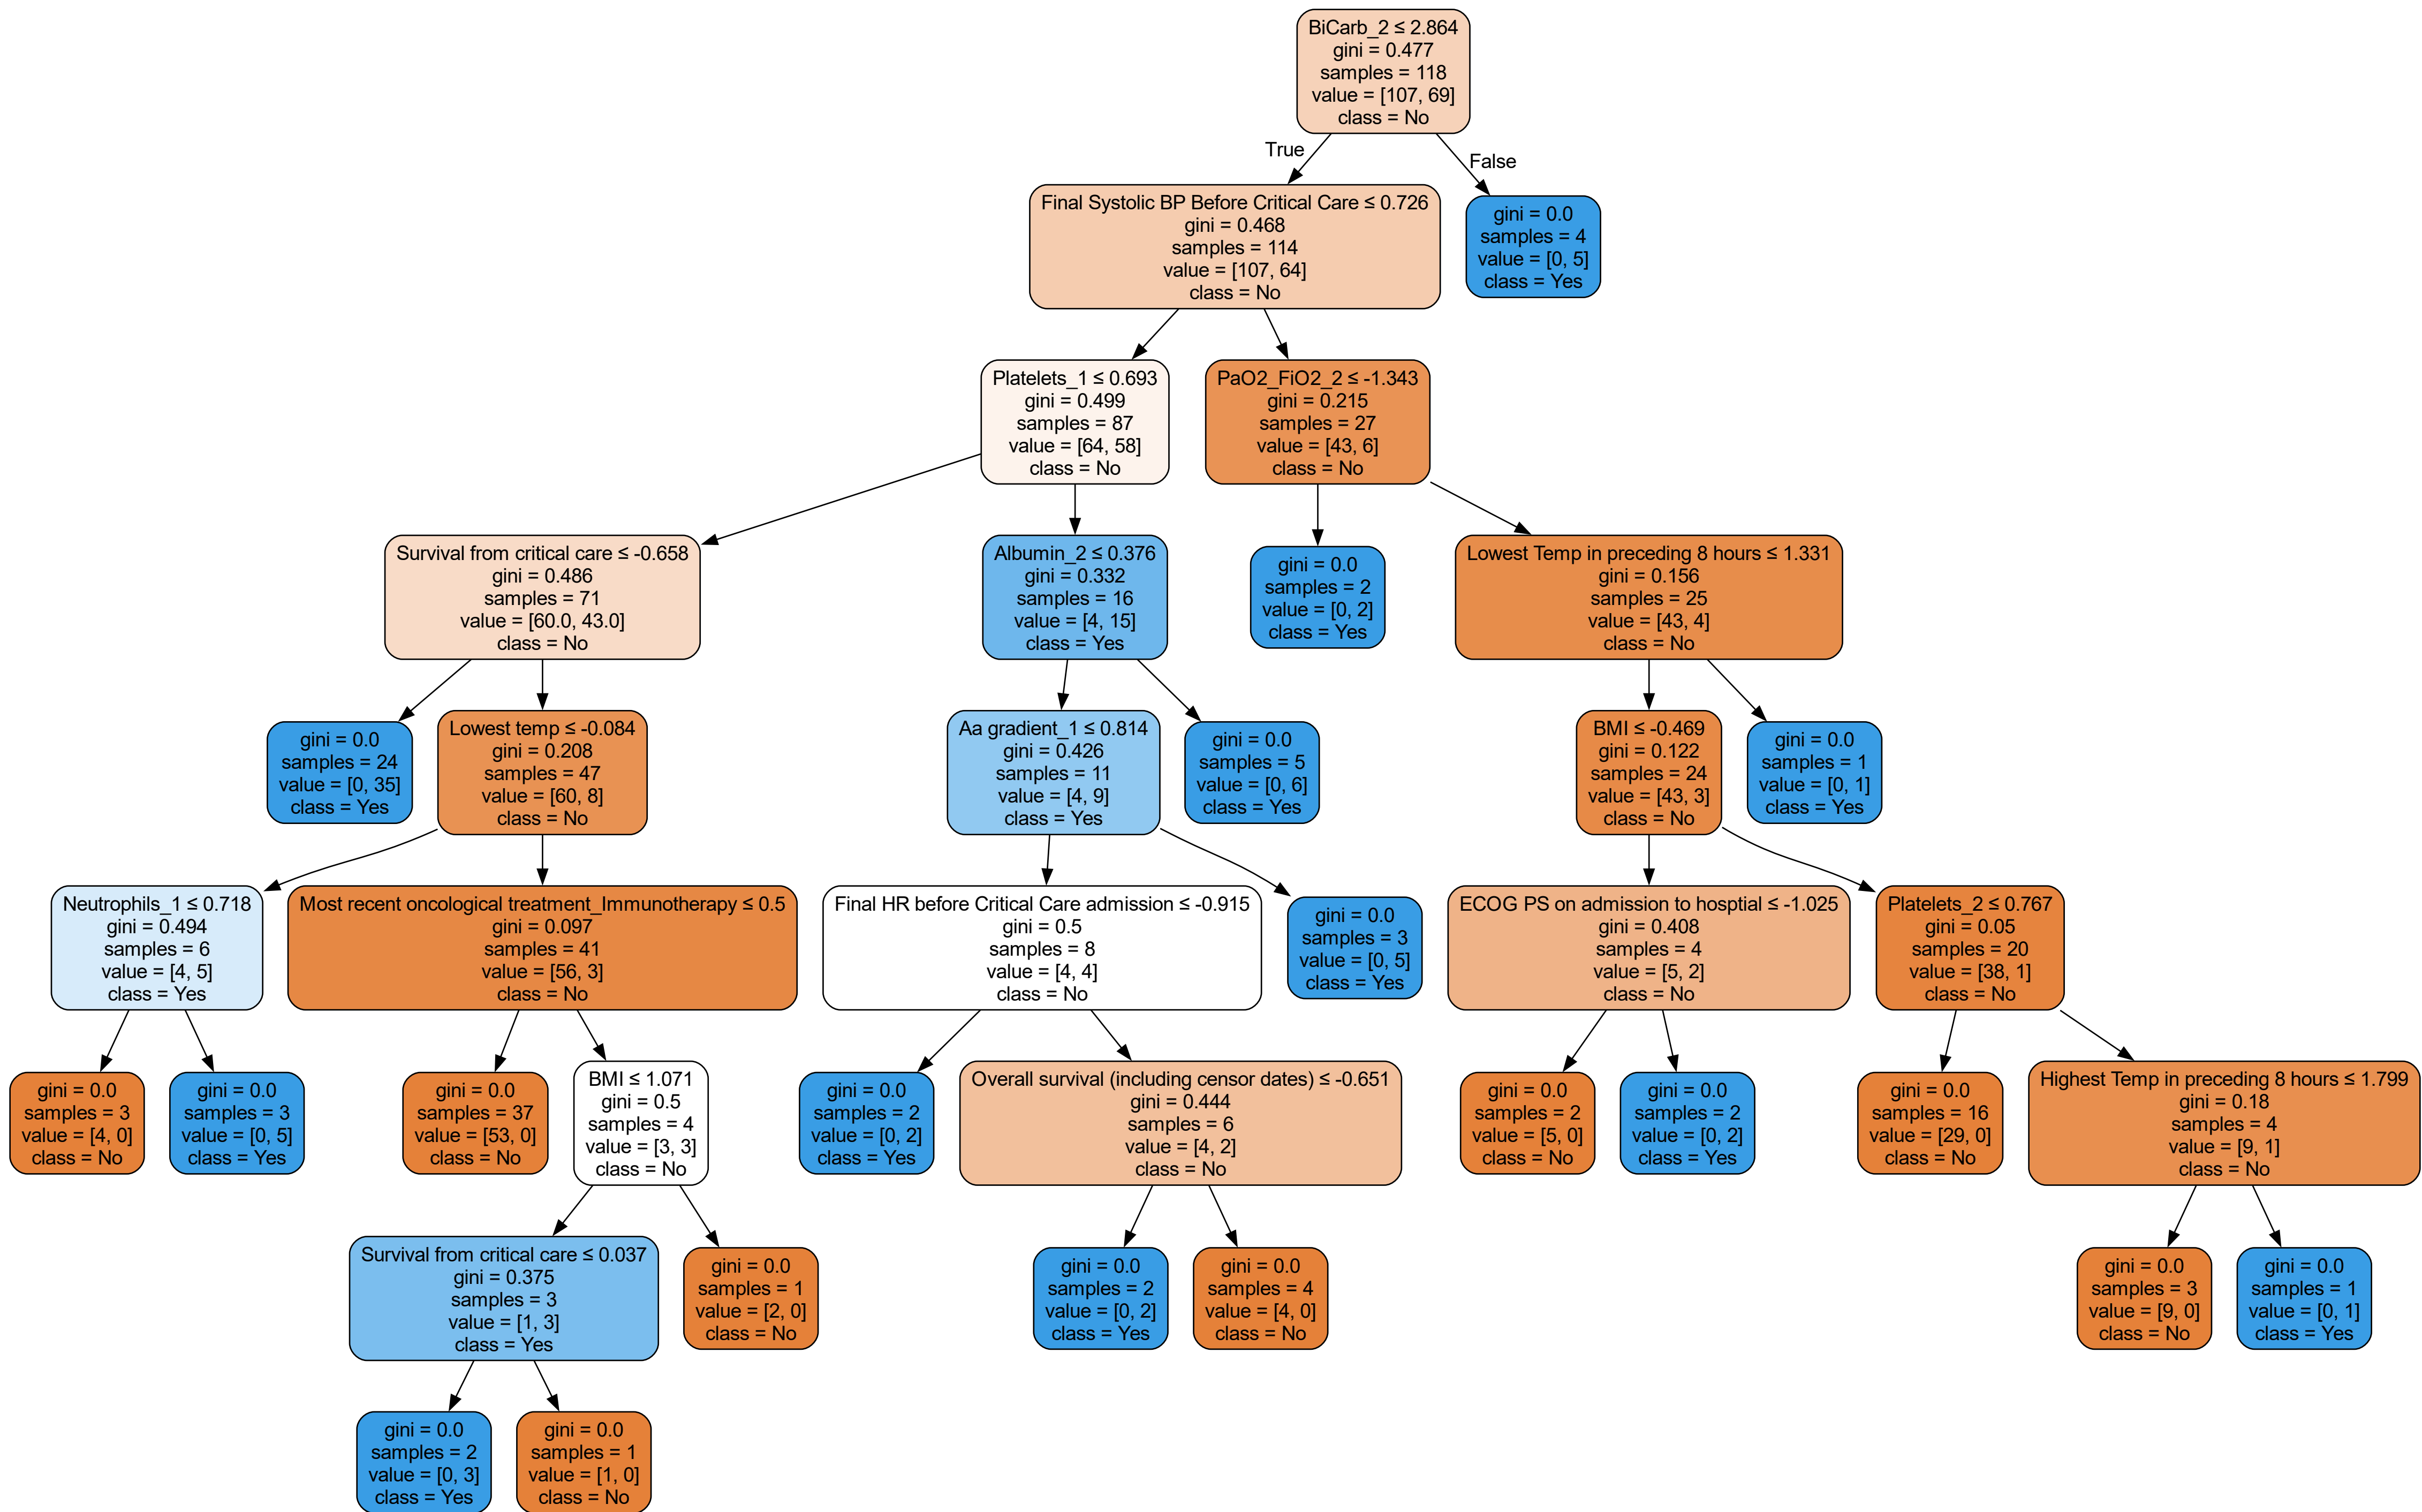 BiCarb_2 ≤ 2.864
gini = 0.477
samples = 118
value = [107, 69]
class = No
True
False
Final Systolic BP Before Critical Care ≤ 0.726
gini = 0.468
samples = 114
value = [107, 64]
class = No
gini = 0.0
samples = 4
value = [0, 5]
class = Yes
Platelets_1 ≤ 0.693
gini = 0.499
samples = 87
value = [64, 58]
class = No
PaO2_FiO2_2 ≤ -1.343
gini = 0.215
samples = 27
value = [43, 6]
class = No
Survival from critical care ≤ -0.658
gini = 0.486
samples = 71
value = [60.0, 43.0]
class = No
Albumin_2 ≤ 0.376
gini = 0.332
samples = 16
value = [4, 15]
class = Yes
gini = 0.0
samples = 2
value = [0, 2]
class = Yes
Lowest Temp in preceding 8 hours ≤ 1.331
gini = 0.156
samples = 25
value = [43, 4]
class = No
gini = 0.0
samples = 24
value = [0, 35]
class = Yes
Lowest temp ≤ -0.084
gini = 0.208
samples = 47
value = [60, 8]
class = No
Aa gradient_1 ≤ 0.814
gini = 0.426
samples = 11
value = [4, 9]
class = Yes
gini = 0.0
samples = 5
value = [0, 6]
class = Yes
BMI ≤ -0.469
gini = 0.122
samples = 24
value = [43, 3]
class = No
gini = 0.0
samples = 1
value = [0, 1]
class = Yes
Neutrophils_1 ≤ 0.718
gini = 0.494
samples = 6
value = [4, 5]
class = Yes
Most recent oncological treatment_Immunotherapy ≤ 0.5
gini = 0.097
samples = 41
value = [56, 3]
class = No
Final HR before Critical Care admission ≤ -0.915
gini = 0.5
samples = 8
value = [4, 4]
class = No
gini = 0.0
samples = 3
value = [0, 5]
class = Yes
ECOG PS on admission to hosptial ≤ -1.025
gini = 0.408
samples = 4
value = [5, 2]
class = No
Platelets_2 ≤ 0.767
gini = 0.05
samples = 20
value = [38, 1]
class = No
gini = 0.0
samples = 3
value = [4, 0]
class = No
gini = 0.0
samples = 3
value = [0, 5]
class = Yes
gini = 0.0
samples = 37
value = [53, 0]
class = No
BMI ≤ 1.071
gini = 0.5
samples = 4
value = [3, 3]
class = No
gini = 0.0
samples = 2
value = [0, 2]
class = Yes
Overall survival (including censor dates) ≤ -0.651
gini = 0.444
samples = 6
value = [4, 2]
class = No
gini = 0.0
samples = 2
value = [5, 0]
class = No
gini = 0.0
samples = 2
value = [0, 2]
class = Yes
gini = 0.0
samples = 16
value = [29, 0]
class = No
Highest Temp in preceding 8 hours ≤ 1.799
gini = 0.18
samples = 4
value = [9, 1]
class = No
Survival from critical care ≤ 0.037
gini = 0.375
samples = 3
value = [1, 3]
class = Yes
gini = 0.0
samples = 1
value = [2, 0]
class = No
gini = 0.0
samples = 2
value = [0, 2]
class = Yes
gini = 0.0
samples = 4
value = [4, 0]
class = No
gini = 0.0
samples = 3
value = [9, 0]
class = No
gini = 0.0
samples = 1
value = [0, 1]
class = Yes
gini = 0.0
samples = 2
value = [0, 3]
class = Yes
gini = 0.0
samples = 1
value = [1, 0]
class = No